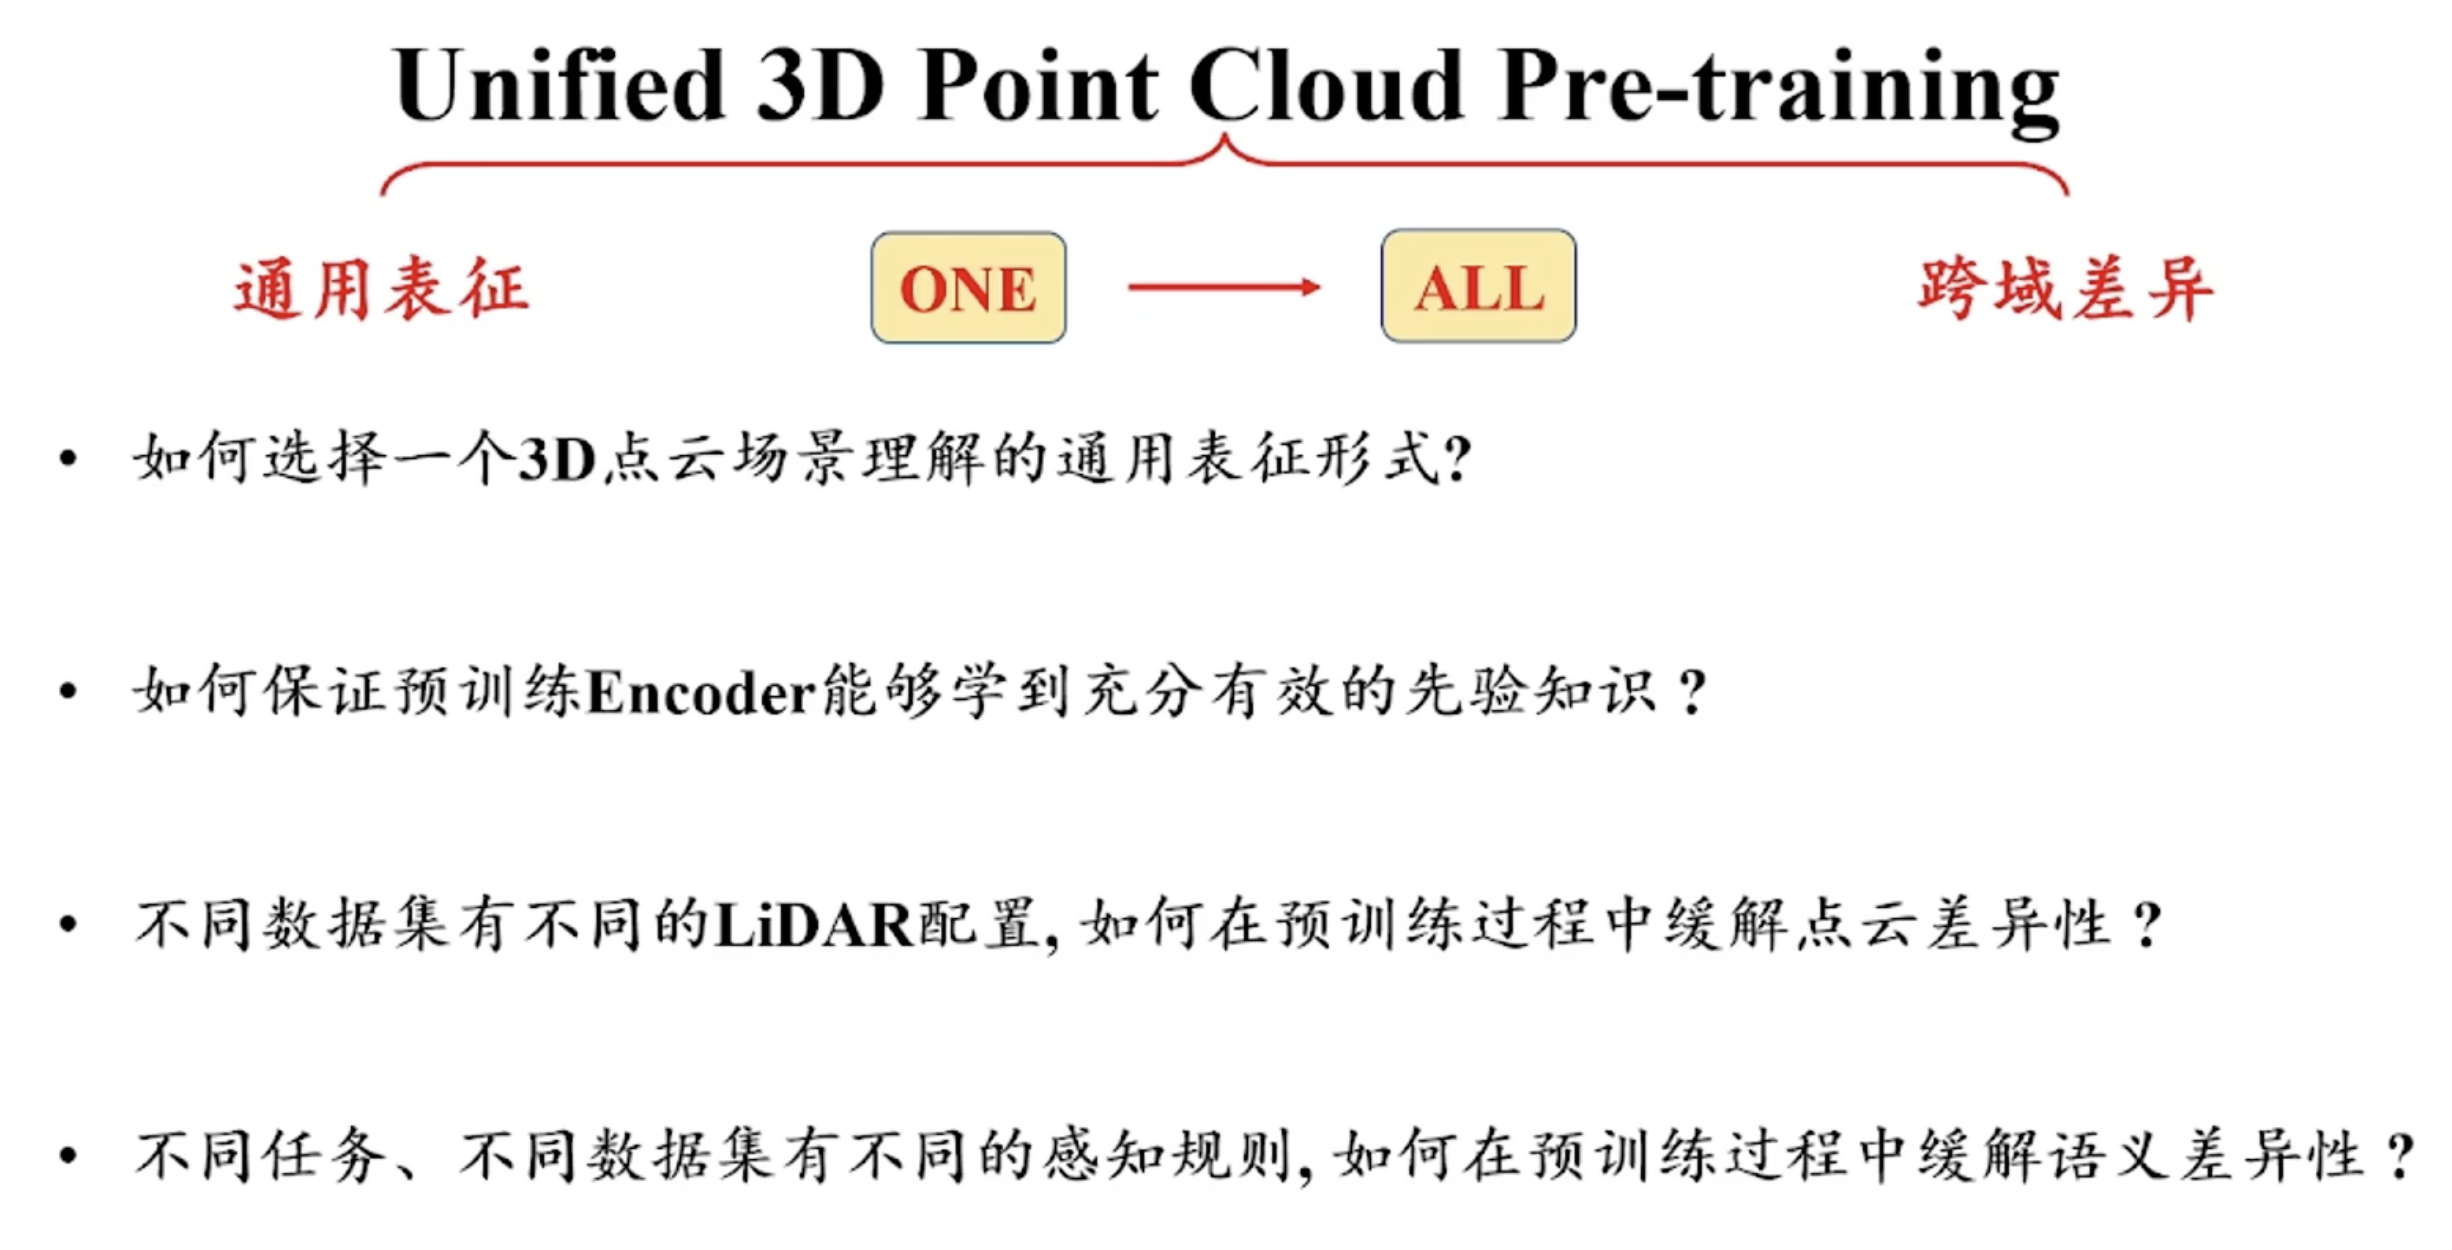 Unified 3D Point Cloud Pre-training
通用表征 ONE ALL 跨域差异
• 如何选择一个3D点云场景理解的通用表征形式?
• 如何保证预训练Encoder能够学到充分有效的先验知识？
• 不同数据集有不同的LiDAR配置, 如何在预训练过程中缓解点云差异性？
• 不同任务、不同数据集有不同的感知规则, 如何在预训练过程中缓解语义差异性？